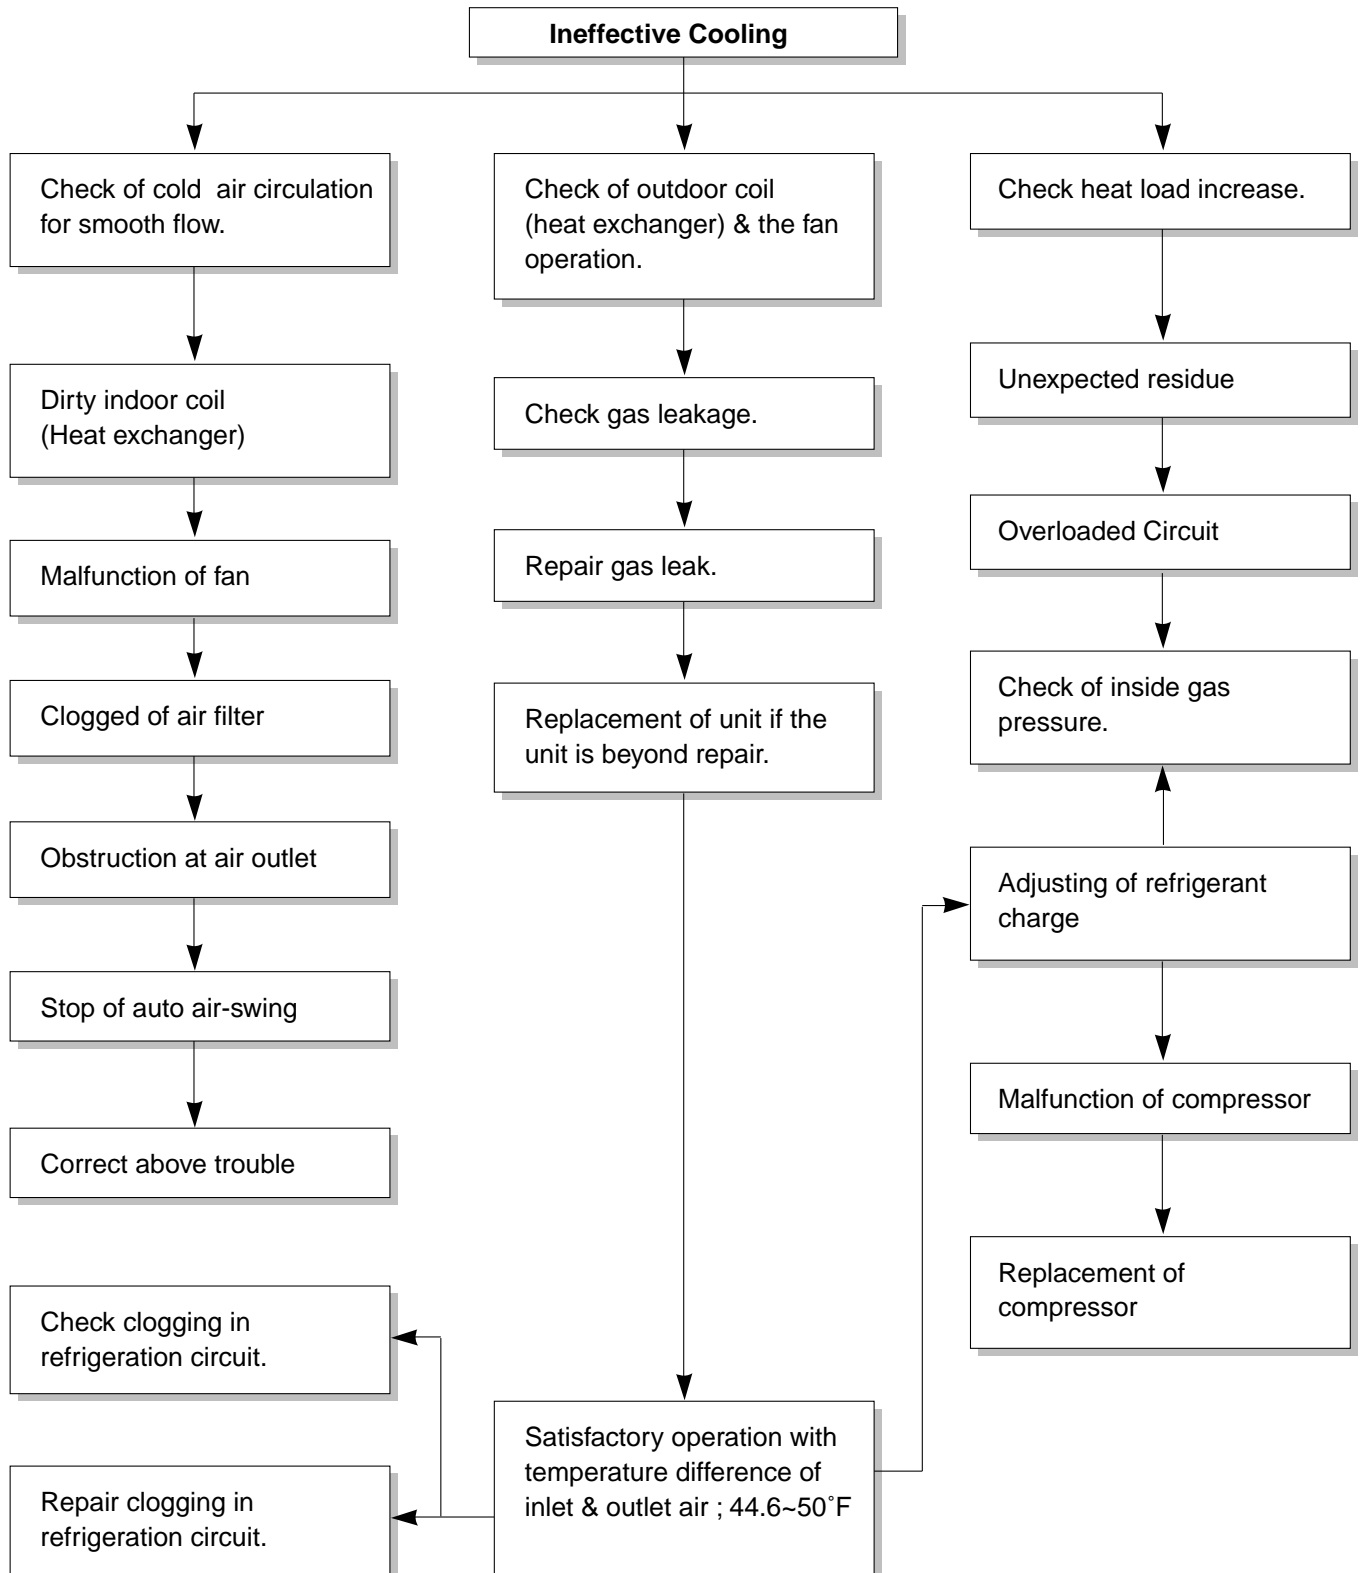 Ineffective Cooling
Check of cold air circulation
for smooth flow.
Dirty indoor coil
(Heat exchanger)
Malfunction of fan
Clogged of air filter
Obstruction at air outlet
Stop of auto air-swing
Correct above trouble
Check clogging in
refrigeration circuit.
Repair clogging in
refrigeration circuit.
Check of outdoor coil
(heat exchanger) & the fan
operation.
Check gas leakage.
Repair gas leak.
Replacement of unit if the
unit is beyond repair.
Satisfactory operation with
temperature difference of
inlet & outlet air ; 44.6~50˚F
Check heat load increase.
Unexpected residue
Overloaded Circuit
Check of inside gas
pressure.
Adjusting of refrigerant
charge
Malfunction of compressor
Replacement of
compressor